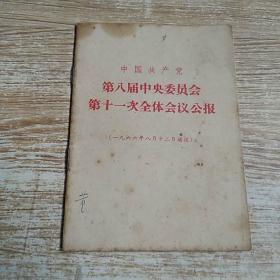 中国共产党
第八届中央委员会
第十一次全体会议公报
(一九六六年八月十二日通过)